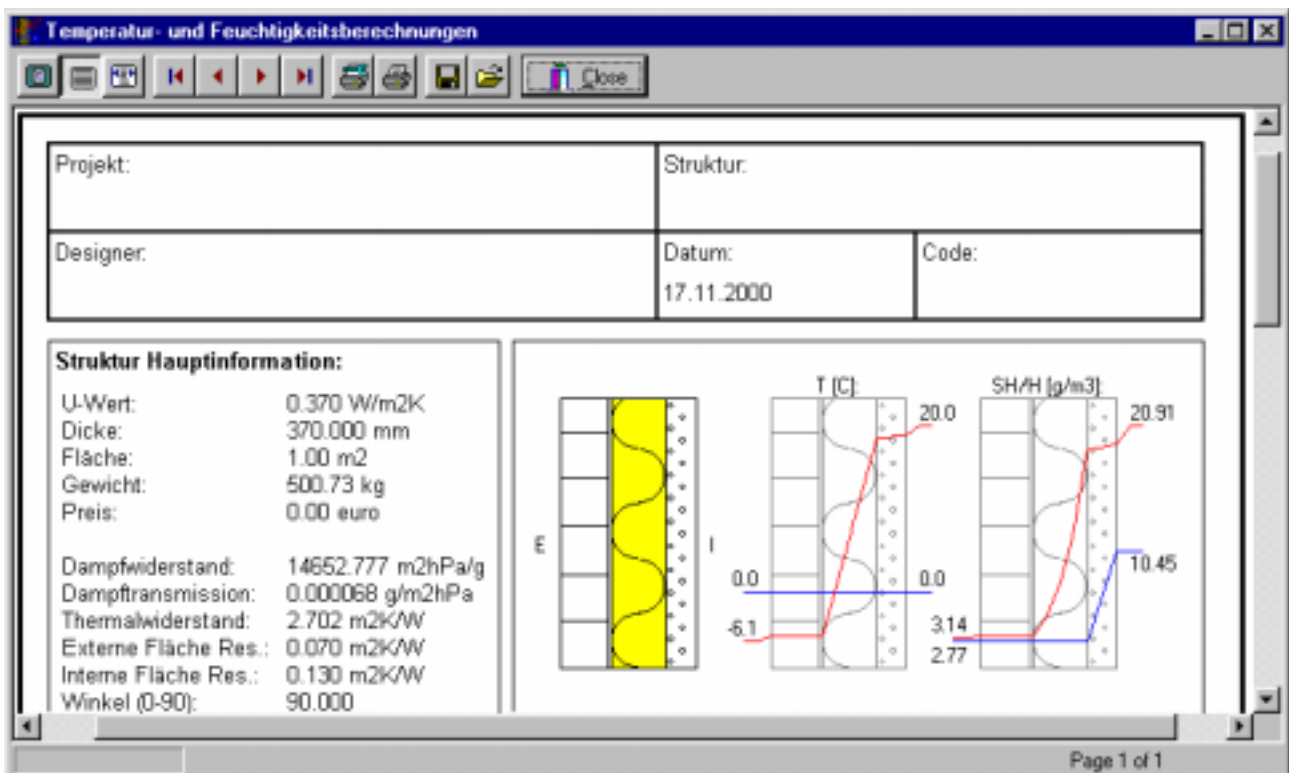 Temperatur- und Feuchtigkeitsberechnungen
Close
Projekt:
Struktur:
Designer:
Datum:
Code:
17.11.2000
Struktur Hauptinformation:
U-Wert: 0.370 W/m2K
Dicke: 370.000 mm
Fläche: 1.00 m2
Gewicht: 500.73 kg
Preis: 0.00 euro
Dampfwiderstand: 14652.777 m2hPa/g
Dampftransmission: 0.000068 g/m2hPa
Thermalwiderstand: 2.702 m2K/W
Externe Fläche Res.: 0.070 m2K/W
Interne Fläche Res.: 0.130 m2K/W
Winkel (0-90): 90.000
E
I
T [C]:
20.0
0.0
0.0
-6.1
SH/H [g/m3]:
20.91
10.45
3.14
2.77
Page 1 of 1